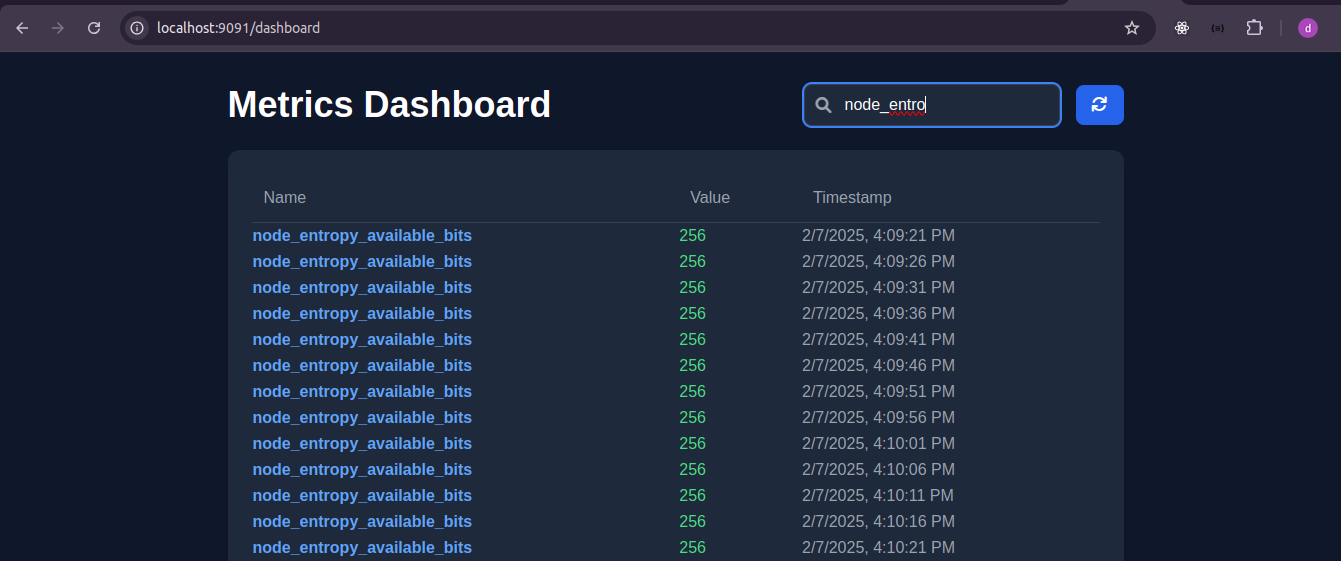 localhost:9091/dashboard
d
Metrics Dashboard
node_entro
Name Value Timestamp
node_entropy_available_bits 256 2/7/2025, 4:09:21 PM
node_entropy_available_bits 256 2/7/2025, 4:09:26 PM
node_entropy_available_bits 256 2/7/2025, 4:09:31 PM
node_entropy_available_bits 256 2/7/2025, 4:09:36 PM
node_entropy_available_bits 256 2/7/2025, 4:09:41 PM
node_entropy_available_bits 256 2/7/2025, 4:09:46 PM
node_entropy_available_bits 256 2/7/2025, 4:09:51 PM
node_entropy_available_bits 256 2/7/2025, 4:09:56 PM
node_entropy_available_bits 256 2/7/2025, 4:10:01 PM
node_entropy_available_bits 256 2/7/2025, 4:10:06 PM
node_entropy_available_bits 256 2/7/2025, 4:10:11 PM
node_entropy_available_bits 256 2/7/2025, 4:10:16 PM
node_entropy_available_bits 256 2/7/2025, 4:10:21 PM